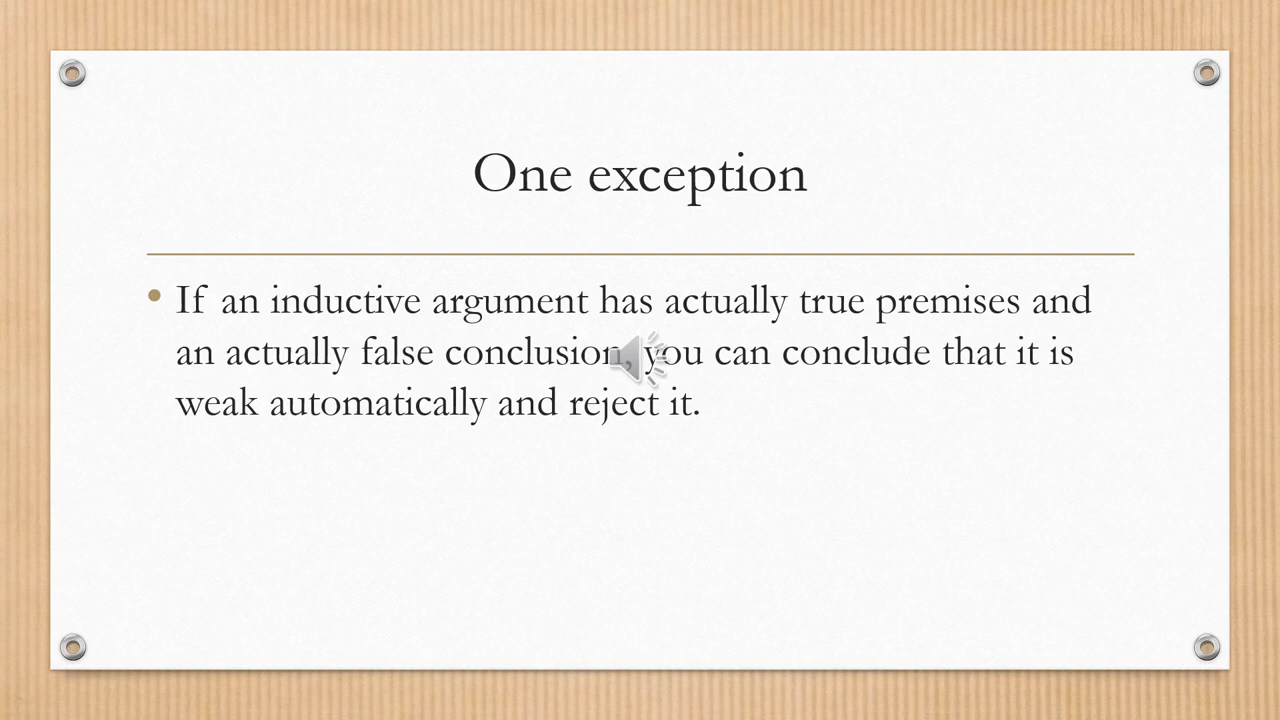 One exception
• If an inductive argument has actually true premises and
an actually false conclusion, you can conclude that it is
weak automatically and reject it.